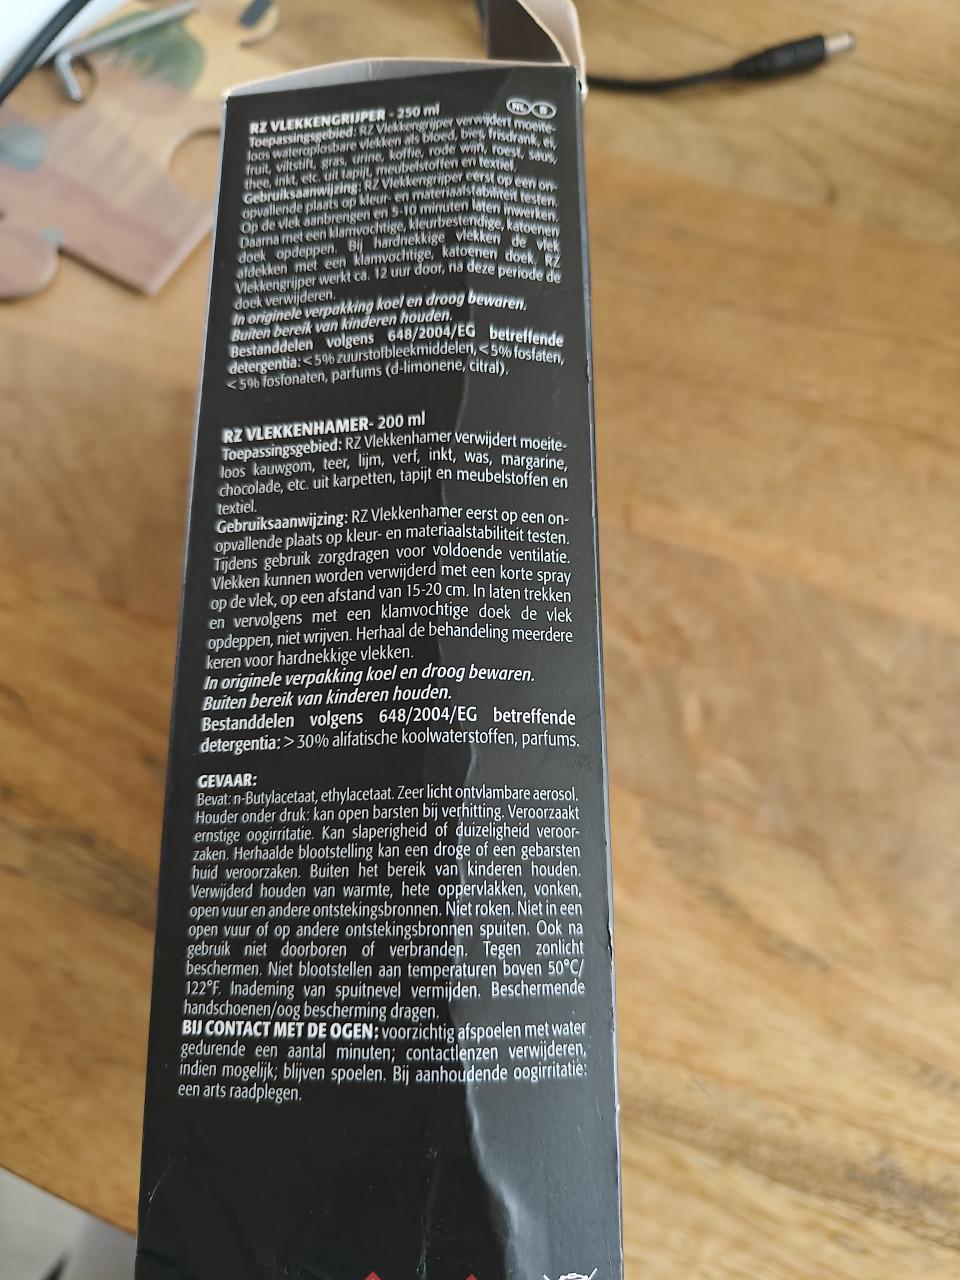 NL B
RZ VLEKKENGRIJPER - 250 ml
Toepassingsgebied: RZ Vlekkengrijper verwijdert moeite-
loos wateroplosbare vlekken als bloed, bier, frisdrank, ei,
fruit, viltstift, gras, urine, koffie, rode wijn, roest, saus,
thee, inkt, etc. uit tapijt, meubelstoffen en textiel.
Gebruiksaanwijzing: RZ Vlekkengrijper eerst op een on-
opvallende plaats op kleur- en materiaalstabiliteit testen.
Op de vlek aanbrengen en 5-10 minuten laten inwerken.
Daarna met een klamvochtige, kleurbestendige, katoenen
doek opdeppen. Bij hardnekkige vlekken de vlek
afdekken met een klamvochtige, katoenen doek. RZ
Vlekkengrijper werkt ca. 12 uur door, na deze periode de
doek verwijderen.
In originele verpakking koel en droog bewaren.
Buiten bereik van kinderen houden.
Bestanddelen volgens 648/2004/EG betreffende
detergentia: <5% zuurstofbleekmiddelen, <5% fosfaten,
<5% fosfonaten, parfums (d-limonene, citral).
RZ VLEKKENHAMER- 200 ml
Toepassingsgebied: RZ Vlekkenhamer verwijdert moeite-
loos kauwgom, teer, lijm, verf, inkt, was, margarine,
chocolade, etc. uit karpetten, tapijt en meubelstoffen en
textiel.
Gebruiksaanwijzing: RZ Vlekkenhamer eerst op een on-
opvallende plaats op kleur- en materiaalstabiliteit testen.
Tijdens gebruik zorgdragen voor voldoende ventilatie.
Vlekken kunnen worden verwijderd met een korte spray
op de vlek, op een afstand van 15-20 cm. In laten trekken
en vervolgens met een klamvochtige doek de vlek
opdeppen, niet wrijven. Herhaal de behandeling meerdere
keren voor hardnekkige vlekken.
In originele verpakking koel en droog bewaren.
Buiten bereik van kinderen houden.
Bestanddelen volgens 648/2004/EG betreffende
detergentia: >30% alifatische koolwaterstoffen, parfums.
GEVAAR:
Bevat: n-Butylacetaat, ethylacetaat. Zeer licht ontvlambare aerosol.
Houder onder druk: kan open barsten bij verhitting. Veroorzaakt
ernstige oogirritatie. Kan slaperigheid of duizeligheid veroor-
zaken. Herhaalde blootstelling kan een droge of een gebarsten
huid veroorzaken. Buiten het bereik van kinderen houden.
Verwijderd houden van warmte, hete oppervlakken, vonken,
open vuur en andere ontstekingsbronnen. Niet roken. Niet in een
open vuur of op andere ontstekingsbronnen spuiten. Ook na
gebruik niet doorboren of verbranden. Tegen zonlicht
beschermen. Niet blootstellen aan temperaturen boven 50°C/
122°F. Inademing van spuitnevel vermijden. Beschermende
handschoenen/oog bescherming dragen.
BIJ CONTACT MET DE OGEN: voorzichtig afspoelen met water
gedurende een aantal minuten; contactlenzen verwijderen,
indien mogelijk; blijven spoelen. Bij aanhoudende oogirritatie:
een arts raadplegen.